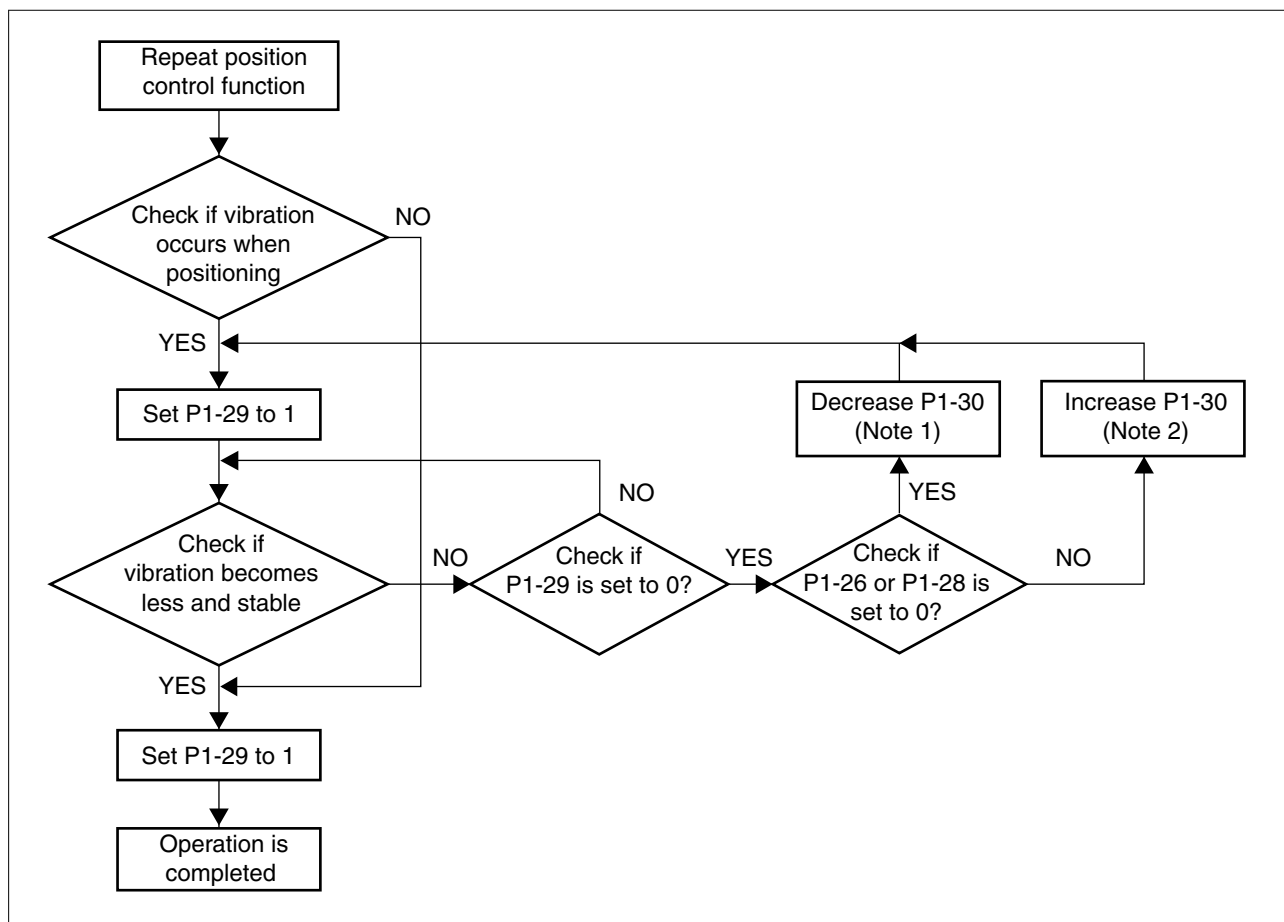 Repeat position
control function
Check if vibration
occurs when
positioning
NO
YES
Set P1-29 to 1
Decrease P1-30
(Note 1)
Increase P1-30
(Note 2)
NO
YES
Check if
vibration becomes
less and stable
NO
Check if
P1-29 is set to 0?
YES
Check if
P1-26 or P1-28 is
set to 0?
NO
YES
Set P1-29 to 1
Operation is
completed